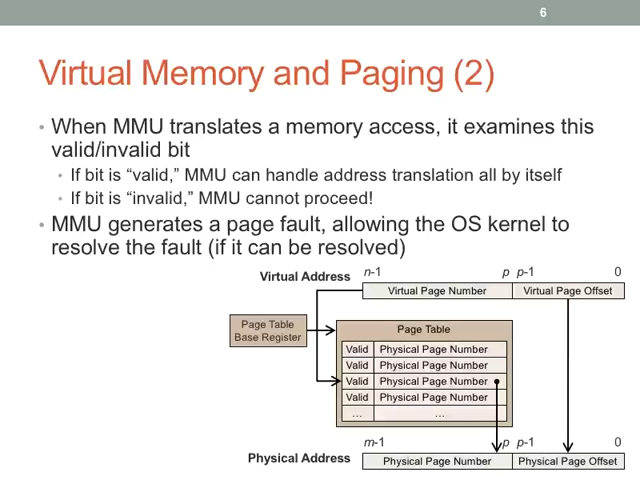 6
Virtual Memory and Paging (2)
• When MMU translates a memory access, it examines this
valid/invalid bit
• If bit is “valid,” MMU can handle address translation all by itself
• If bit is “invalid,” MMU cannot proceed!
• MMU generates a page fault, allowing the OS kernel to
resolve the fault (if it can be resolved)
n-1 p p-1 0
Virtual Address Virtual Page Number Virtual Page Offset
Page Table
Base Register
Page Table
Valid Physical Page Number
Valid Physical Page Number
Valid Physical Page Number
Valid Physical Page Number
... ...
m-1 p p-1 0
Physical Address Physical Page Number Physical Page Offset